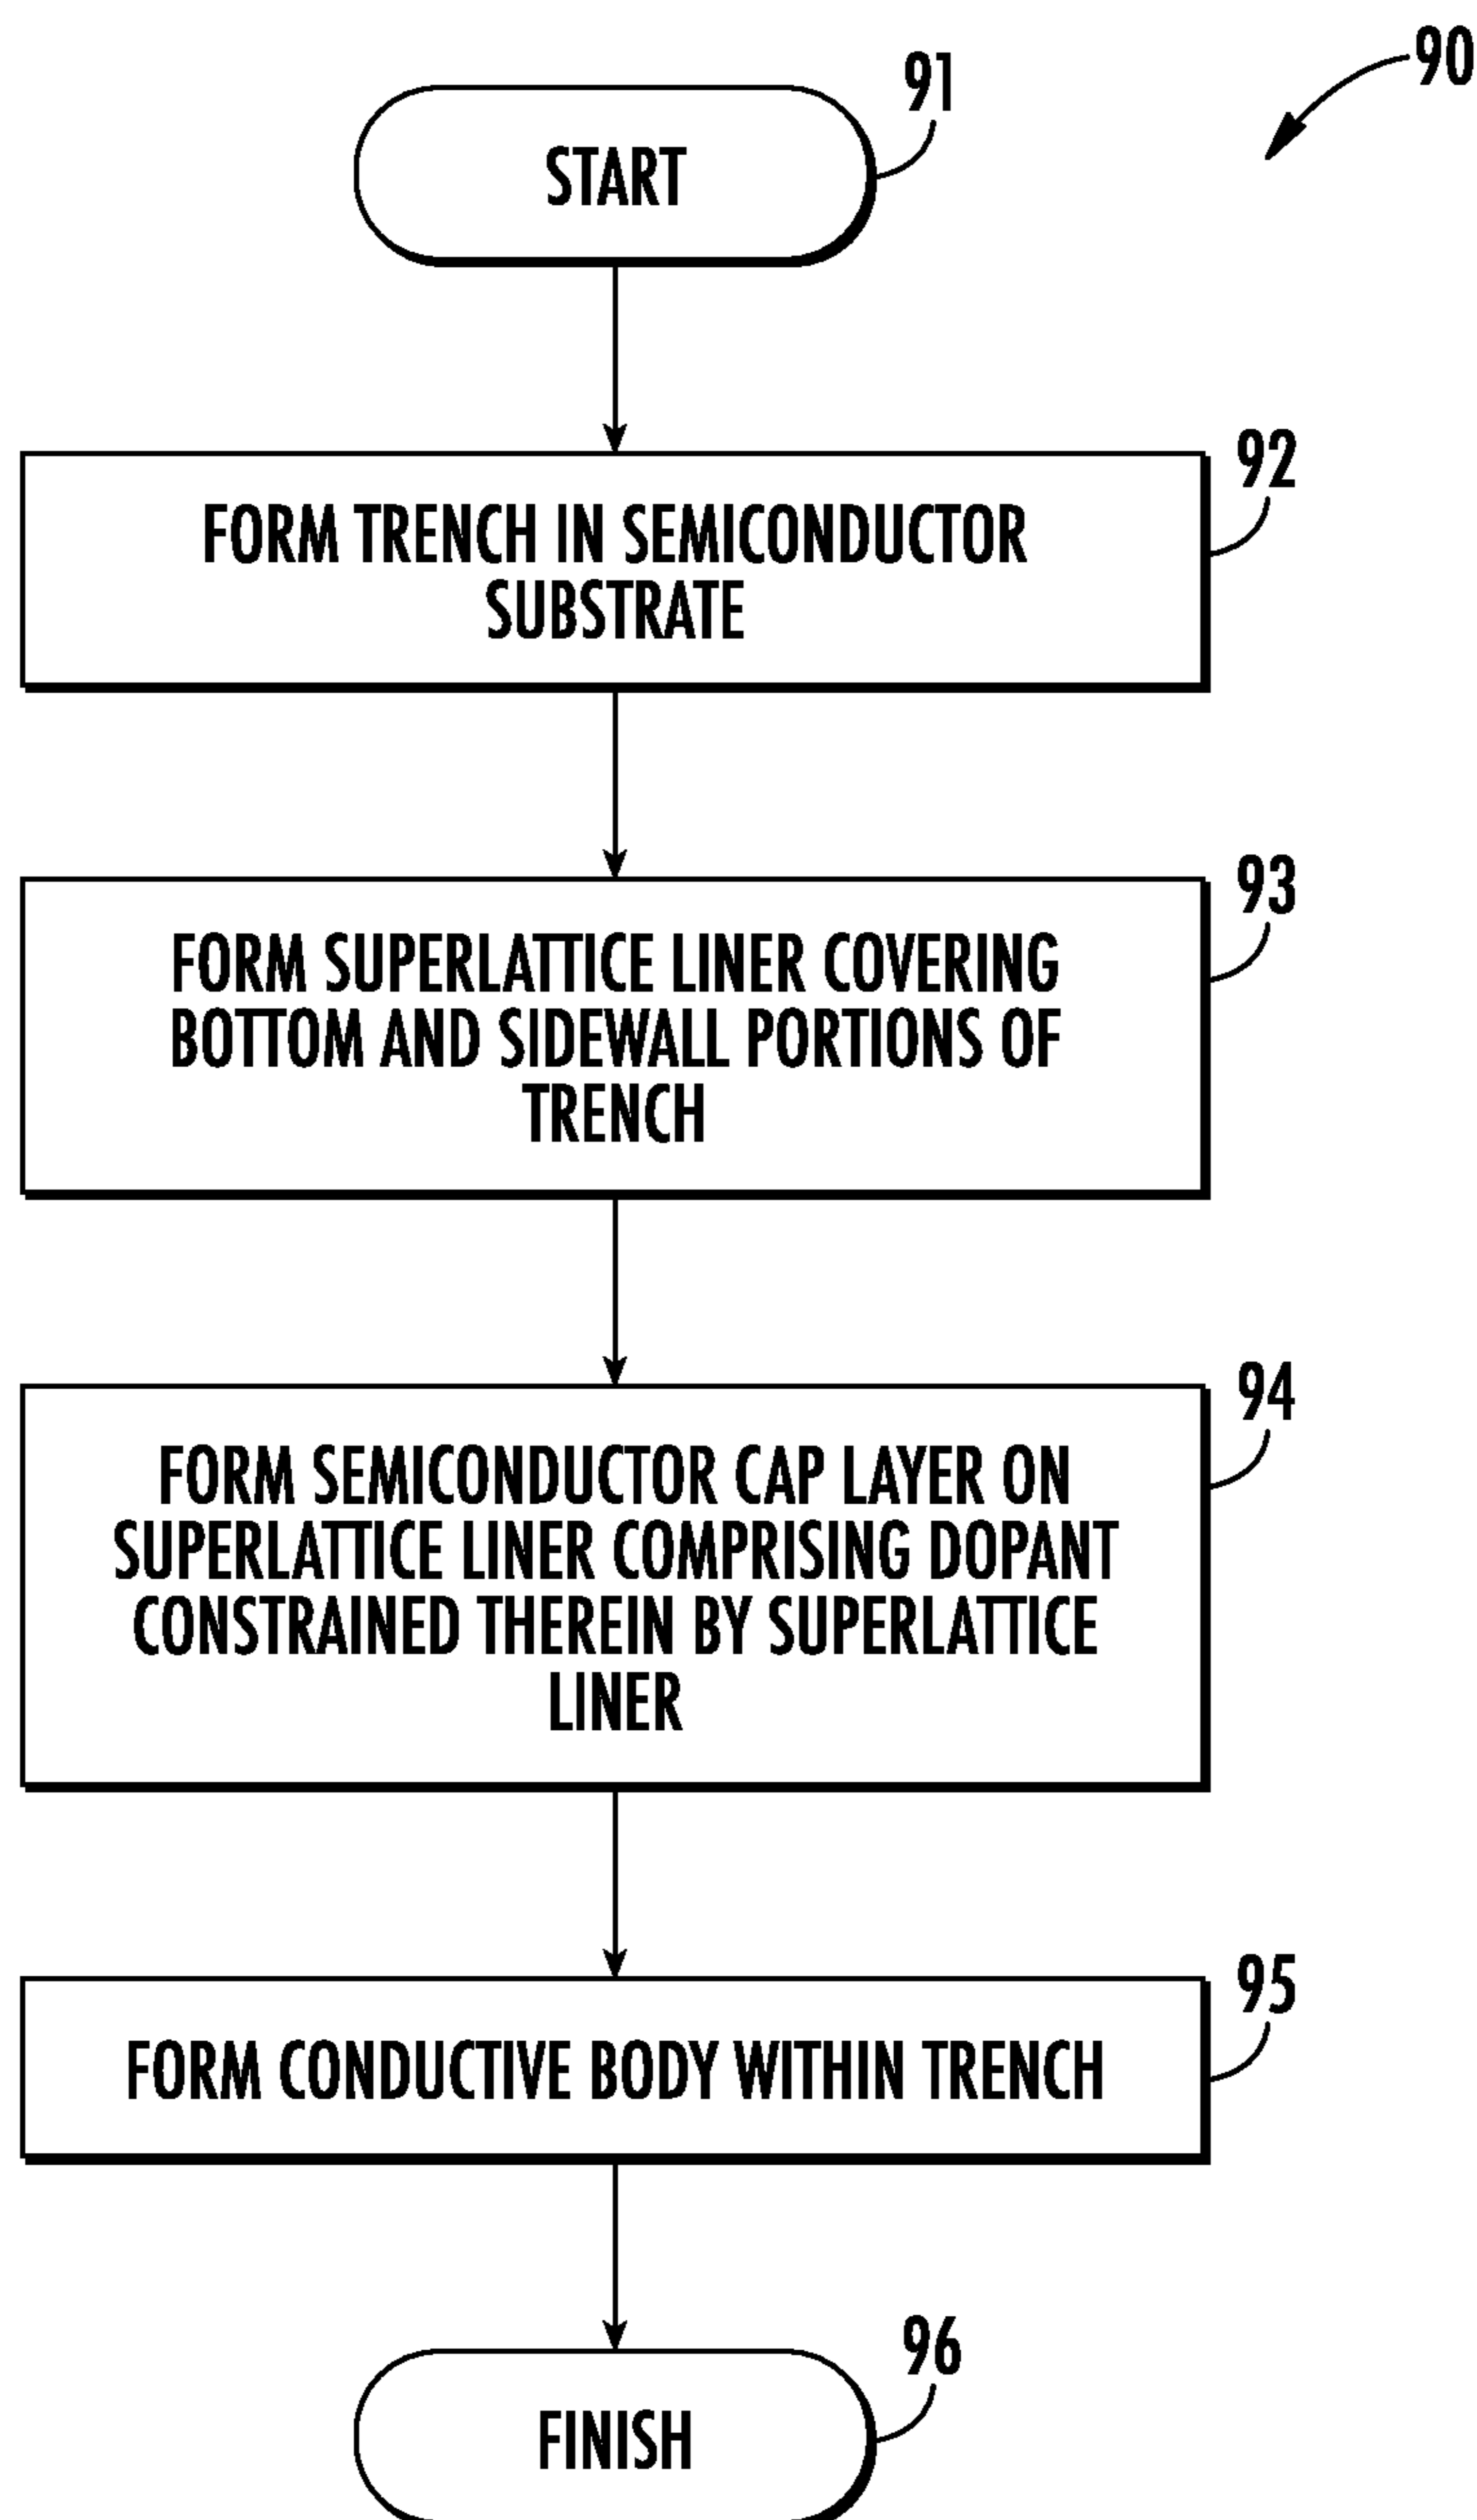 90
91
START
92
FORM TRENCH IN SEMICONDUCTOR
SUBSTRATE
93
FORM SUPERLATTICE LINER COVERING
BOTTOM AND SIDEWALL PORTIONS OF
TRENCH
94
FORM SEMICONDUCTOR CAP LAYER ON
SUPERLATTICE LINER COMPRISING DOPANT
CONSTRAINED THEREIN BY SUPERLATTICE
LINER
95
FORM CONDUCTIVE BODY WITHIN TRENCH
96
FINISH